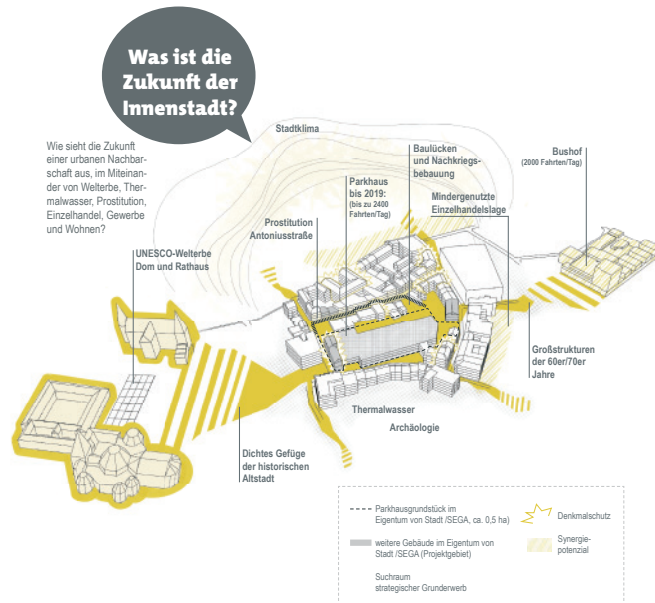 Was ist die
Zukunft der
Innenstadt?
Wie sieht die Zukunft
einer urbanen Nachbar-
schaft aus, im Miteinan-
der von Welterbe, Ther-
malwasser, Prostitution,
Einzelhandel, Gewerbe
und Wohnen?
Stadtklima
Baulücken
und Nachkriegs-
bebauung
Bushof
(2000 Fahrten/Tag)
Parkhaus
bis 2019:
(bis zu 2400
Fahrten/Tag)
Mindergenutzte
Einzelhandelslage
Prostitution
Antoniusstraße
UNESCO-Welterbe
Dom und Rathaus
Großstrukturen
der 60er/70er
Jahre
Thermalwasser
Archäologie
Dichtes Gefüge
der historischen
Altstadt
Parkhausgrundstück im
Eigentum von Stadt /SEGA, ca. 0,5 ha)
Denkmalschutz
weitere Gebäude im Eigentum von
Stadt /SEGA (Projektgebiet)
Synergie-
potenzial
Suchraum
strategischer Grunderwerb